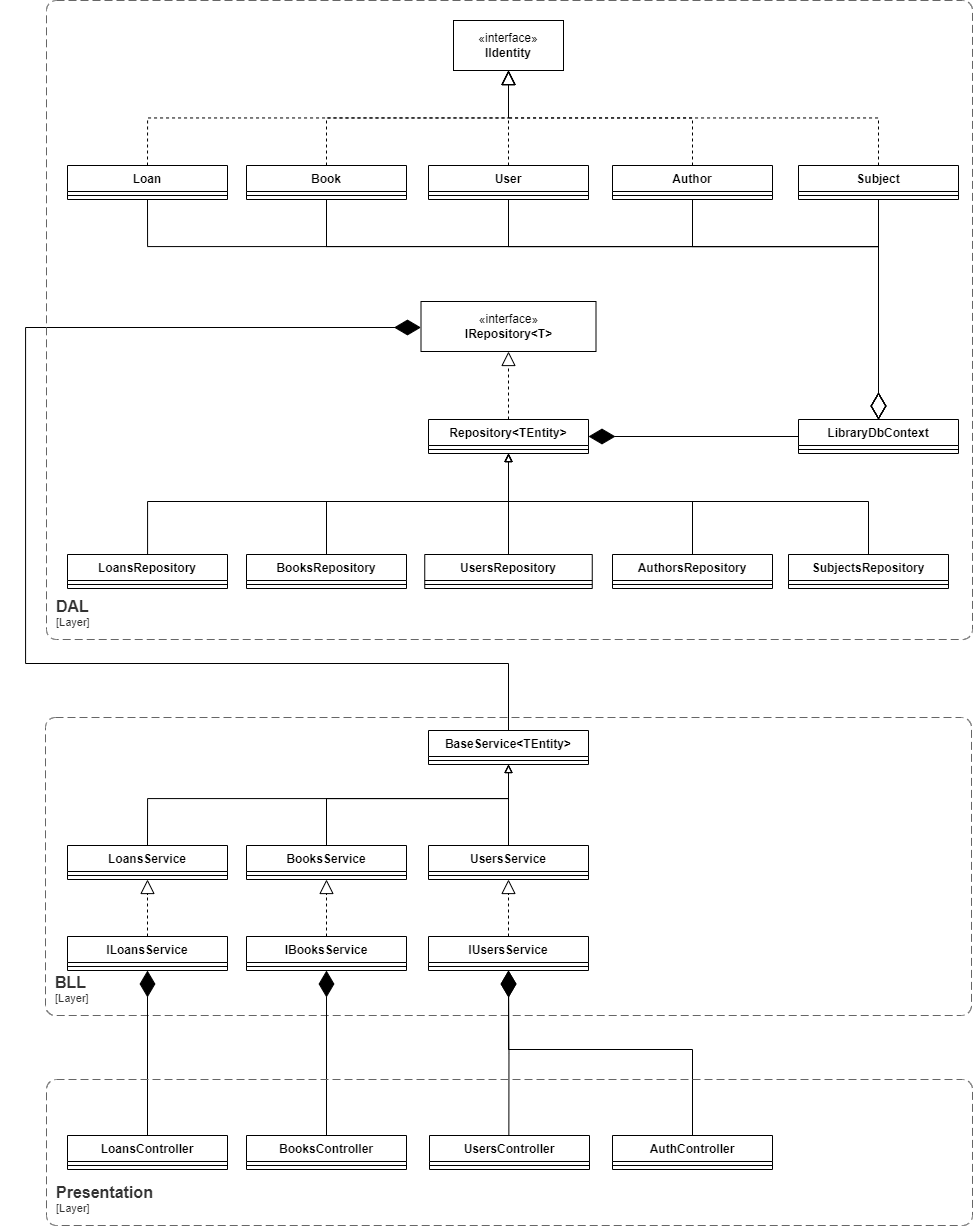 «interface»
IIdentity
Loan
Book
User
Author
Subject
«interface»
IRepository<T>
Repository<TEntity>
LibraryDbContext
LoansRepository
BooksRepository
UsersRepository
AuthorsRepository
SubjectsRepository
DAL
[Layer]
BaseService<TEntity>
LoansService
BooksService
UsersService
ILoansService
IBooksService
IUsersService
BLL
[Layer]
LoansController
BooksController
UsersController
AuthController
Presentation
[Layer]